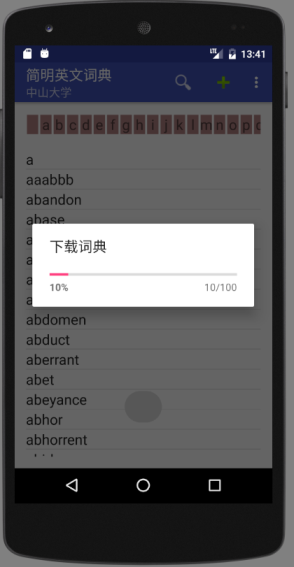 LTE 13:41
简明英文词典
中山大学
a b c d e f g h i j k l m n o p
a
aaabbb
abandon
abase
下载词典
10% 10/100
abdomen
abduct
aberrant
abet
abeyance
abhor
abhorrent